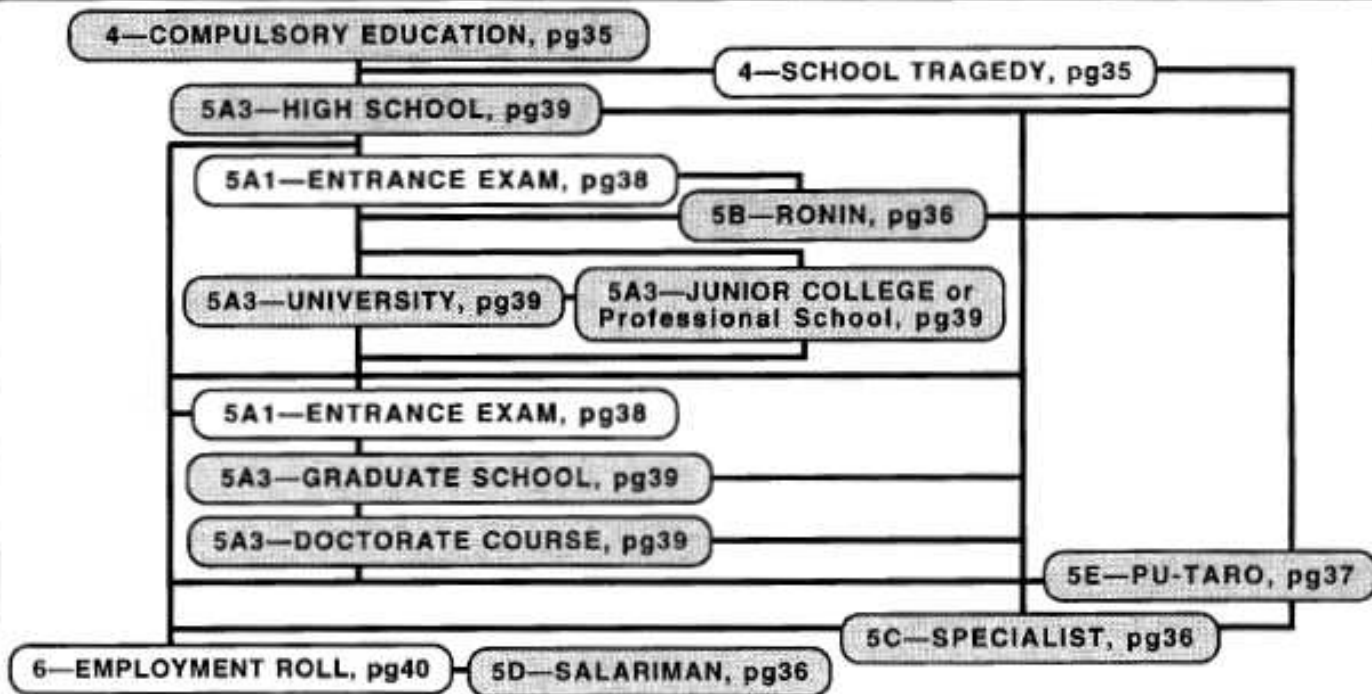 4—COMPULSORY EDUCATION, pg35
4—SCHOOL TRAGEDY, pg35
5A3—HIGH SCHOOL, pg39
5A1—ENTRANCE EXAM, pg38
5B—RONIN, pg36
5A3—UNIVERSITY, pg39
5A3—JUNIOR COLLEGE or
Professional School, pg39
5A1—ENTRANCE EXAM, pg38
5A3—GRADUATE SCHOOL, pg39
5A3—DOCTORATE COURSE, pg39
5E—PU-TARO, pg37
5C—SPECIALIST, pg36
6—EMPLOYMENT ROLL, pg40
5D—SALARIMAN, pg36